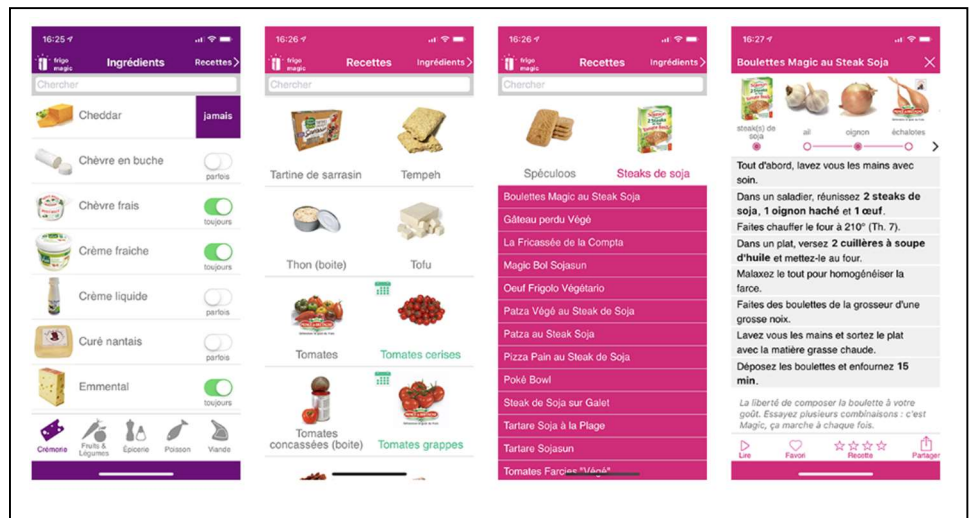 16:25
frigo
magic
Ingrédients
Recettes
Chercher
Cheddar
jamais
Chèvre en buche
parfois
Chèvre frais
toujours
Crème fraiche
toujours
Crème liquide
parfois
Curé nantais
parfois
Emmental
toujours
Crèmerie
Fruits &
Légumes
Épicerie
Poisson
Viande
16:26
frigo
magic
Recettes
Ingrédients
Chercher
Tartine de sarrasin
Tempeh
Thon (boite)
Tofu
Tomates
Tomates cerises
Tomates
concassées (boite)
Tomates grappes
16:26
frigo
magic
Recettes
Ingrédients
Chercher
Spéculoos
Steaks de soja
Boulettes Magic au Steak Soja
Gâteau perdu Végé
La Fricassée de la Compta
Magic Bol Sojasun
Oeuf Frigolo Végétario
Patza Végé au Steak de Soja
Patza au Steak Soja
Pizza Pain au Steak de Soja
Poké Bowl
Steak de Soja sur Galet
Tartare Soja à la Plage
Tartare Sojasun
Tomates Farcies "Végé"
16:27
Boulettes Magic au Steak Soja
steak(s) de
soja
ail
oignon
échalotes
Tout d'abord, lavez vous les mains avec
soin.
Dans un saladier, réunissez 2 steaks de
soja, 1 oignon haché et 1 œuf.
Faites chauffer le four à 210° (Th. 7).
Dans un plat, versez 2 cuillères à soupe
d'huile et mettez-le au four.
Malaxez le tout pour homogénéiser la
farce.
Faites des boulettes de la grosseur d'une
grosse noix.
Lavez vous les mains et sortez le plat
avec la matière grasse chaude.
Déposez les boulettes et enfournez 15
min.
La liberté de composer la boulette à votre
goût. Essayez plusieurs combinaisons : c'est
Magic, ça marche à chaque fois.
Lire
Favori
Recette
Partager